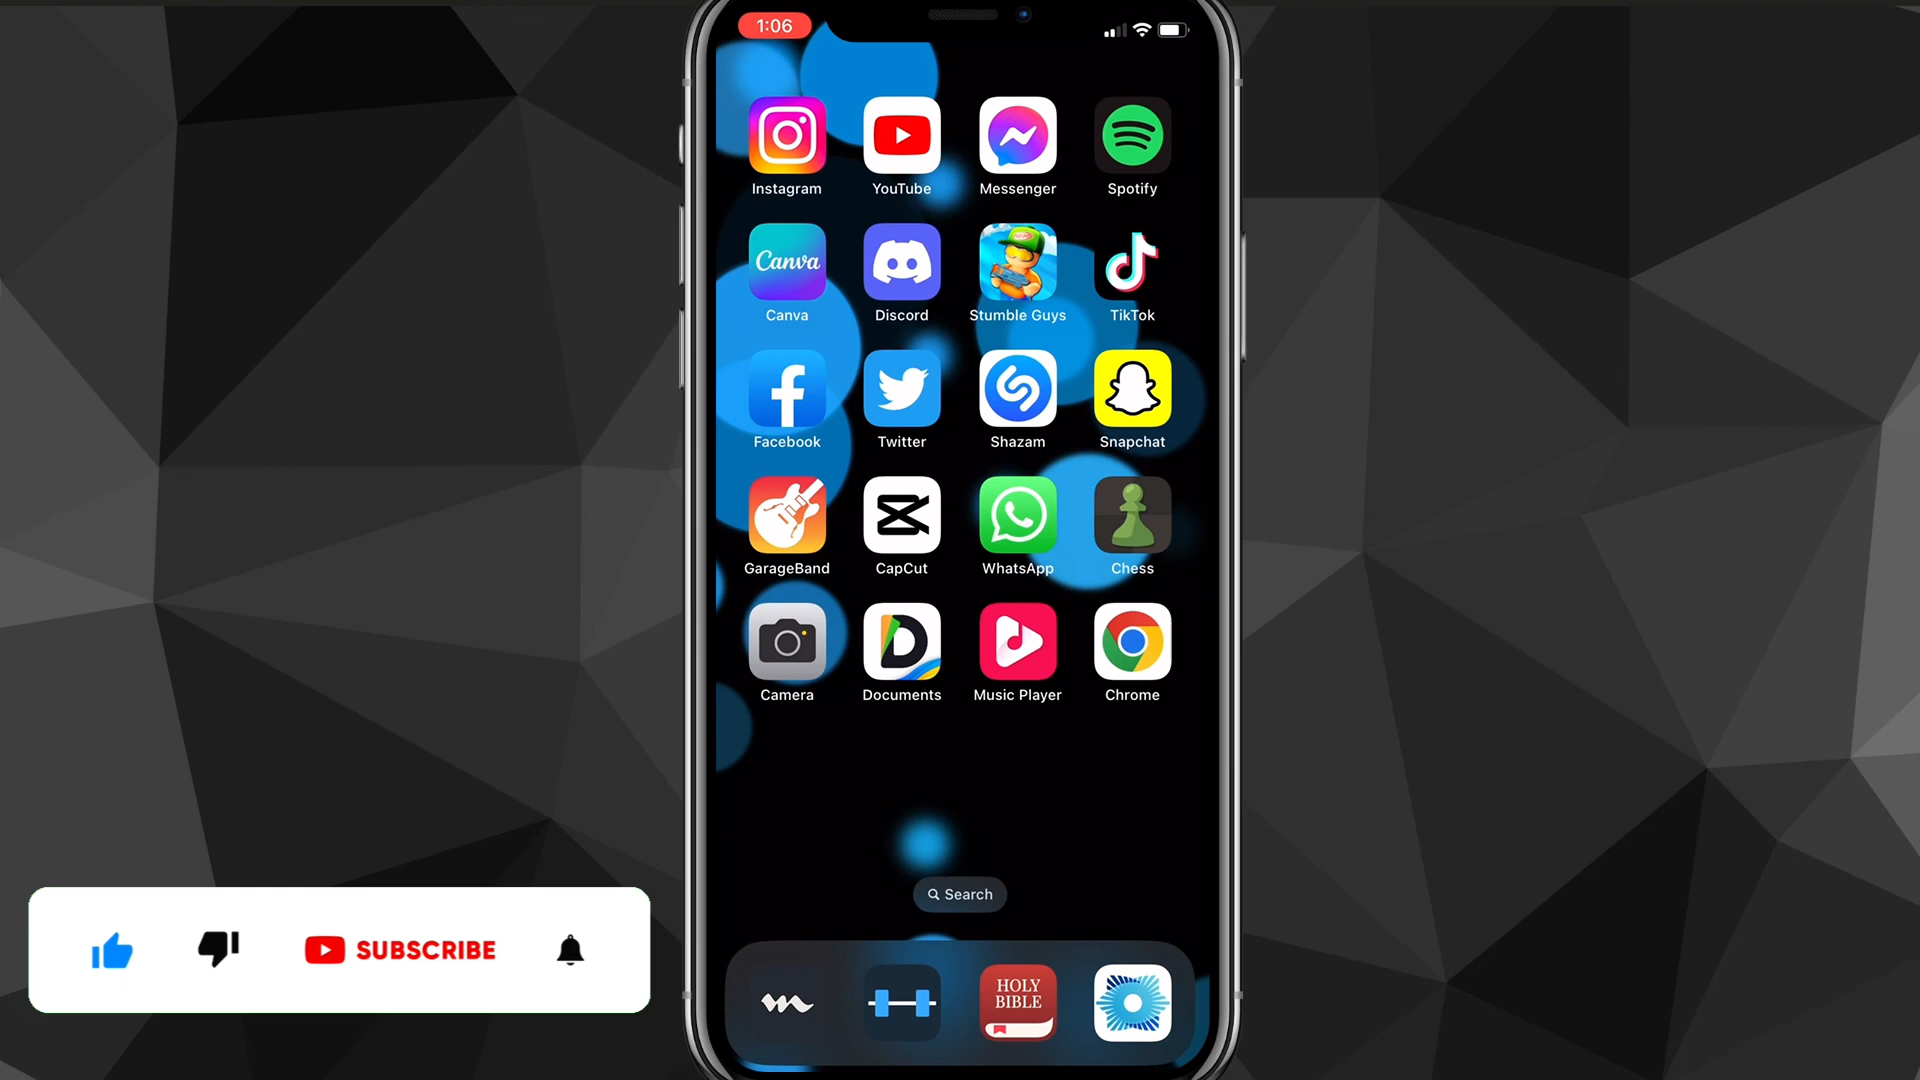 1:06
Instagram YouTube Messenger Spotify
Canva
Canva Discord Stumble Guys TikTok
Facebook Twitter Shazam Snapchat
GarageBand CapCut WhatsApp Chess
Camera Documents Music Player Chrome
Search
SUBSCRIBE
HOLY
BIBLE